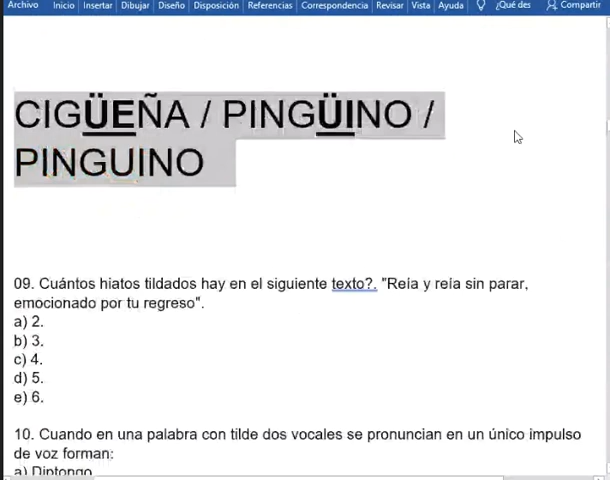 Archivo Inicio Insertar Dibujar Diseño Disposición Referencias Correspondencia Revisar Vista Ayuda ¿Qué des Compartir
CIGÜEÑA / PINGÜINO /
PINGUINO
09. Cuántos hiatos tildados hay en el siguiente texto?. "Reía y reía sin parar,
emocionado por tu regreso".
a) 2.
b) 3.
c) 4.
d) 5.
e) 6.
10. Cuando en una palabra con tilde dos vocales se pronuncian en un único impulso
de voz forman:
a) Diptongo